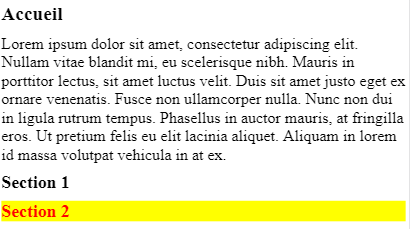 Accueil
Lorem ipsum dolor sit amet, consectetur adipiscing elit.
Nullam vitae blandit mi, eu scelerisque nibh. Mauris in
porttitor lectus, sit amet luctus velit. Duis sit amet justo eget ex
ornare venenatis. Fusce non ullamcorper nulla. Nunc non dui
in ligula rutrum tempus. Phasellus in auctor mauris, at fringilla
eros. Ut pretium felis eu elit lacinia aliquet. Aliquam in lorem
id massa volutpat vehicula in at ex.
Section 1
Section 2